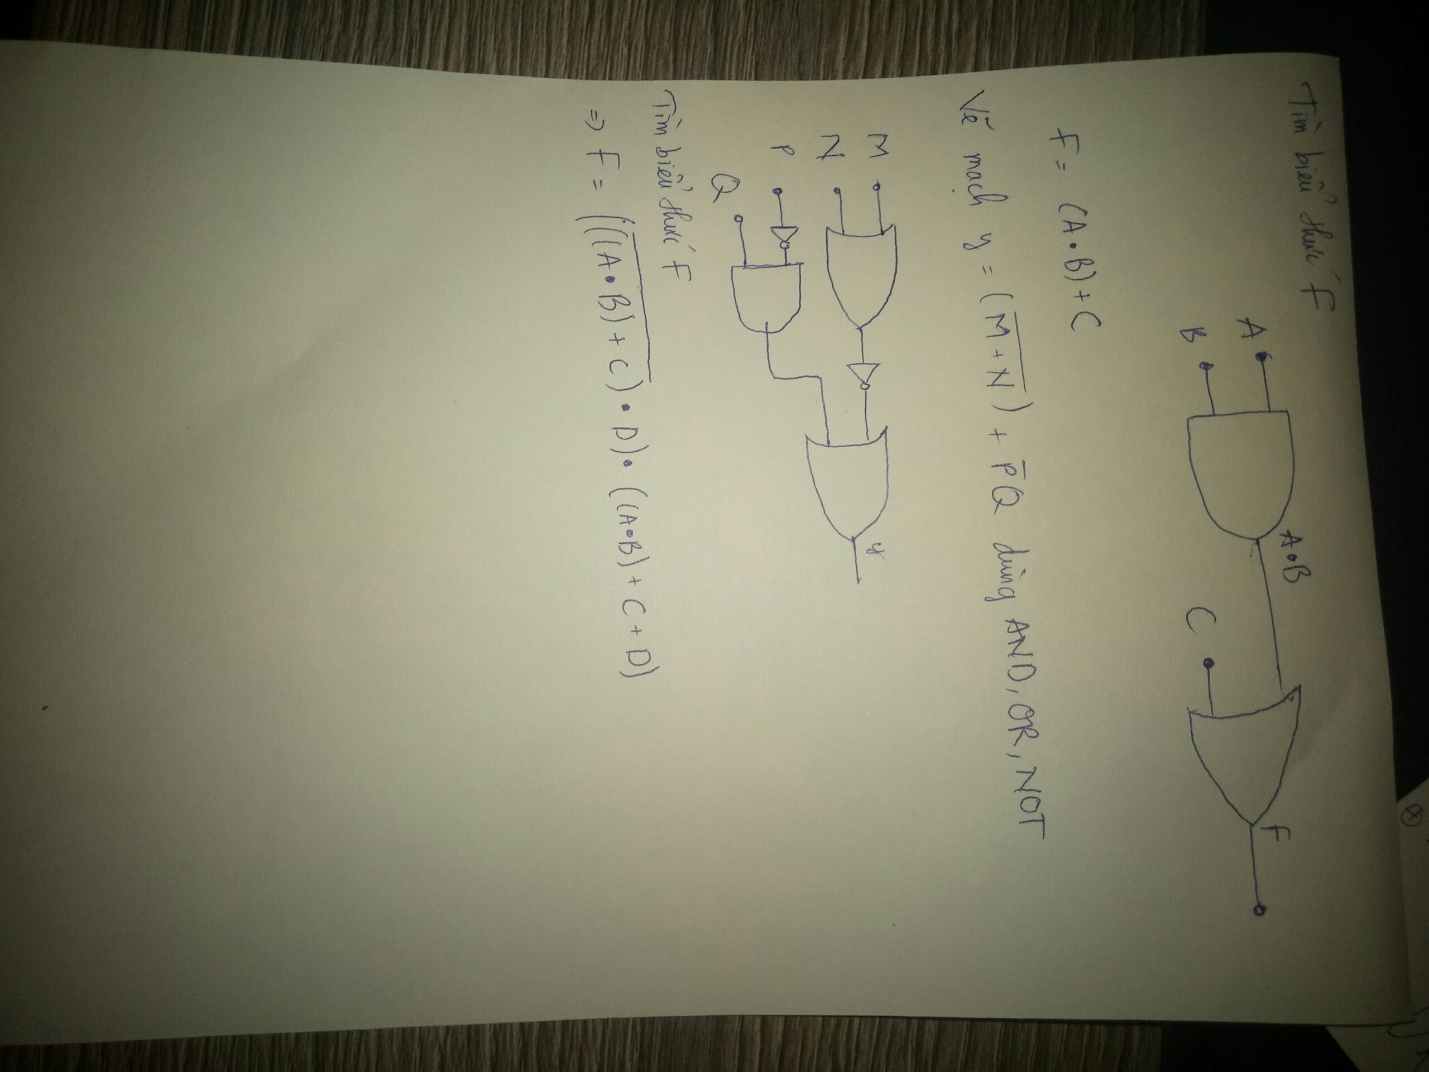 Tìm biểu thức F
A
B
A•B
C
F
F = (A•B)+C
Vẽ mạch y = (M̅+̅N̅) + P̅Q dùng AND, OR, NOT
M
N
P
Q
y
Tìm biểu thức F
=> F = (((̅A̅•̅B̅)̅+̅C̅)•D)•((A•B)+C+D)